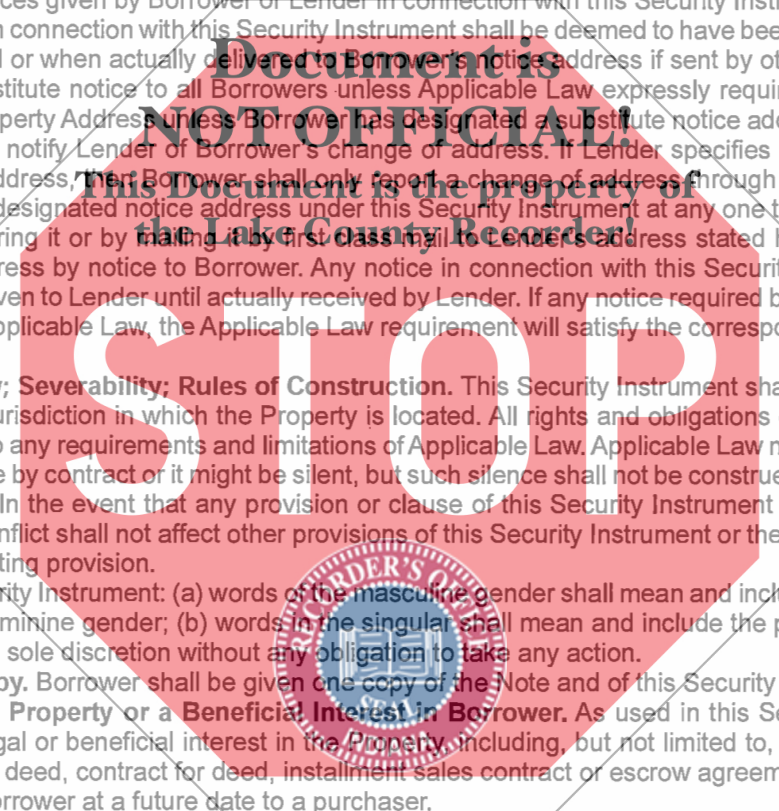 ces given by Borrower or Lender in connection with this Security Inst
n connection with this Security Instrument shall be deemed to have bee
l or when actually delivered to Borrower's notice address if sent by ot
stitute notice to all Borrowers unless Applicable Law expressly requi
perty Address unless Borrower has designated a substitute notice add
notify Lender of Borrower's change of address. If Lender specifies
ddress, then Borrower shall only report a change of address through
designated notice address under this Security Instrument at any one t
ring it or by mailing it by first class mail to Lender's address stated
ress by notice to Borrower. Any notice in connection with this Securit
ven to Lender until actually received by Lender. If any notice required b
pplicable Law, the Applicable Law requirement will satisfy the correspo
Document is
NOT OFFICIAL!
This Document is the property of
the Lake County Recorder!
STOP
; Severability; Rules of Construction. This Security Instrument sha
urisdiction in which the Property is located. All rights and obligations
o any requirements and limitations of Applicable Law. Applicable Law n
e by contract or it might be silent, but such silence shall not be construe
In the event that any provision or clause of this Security Instrument
nflict shall not affect other provisions of this Security Instrument or the
ting provision.
rity Instrument: (a) words of the masculine gender shall mean and incl
minine gender; (b) words in the singular shall mean and include the p
sole discretion without any obligation to take any action.
py. Borrower shall be given one copy of the Note and of this Security
Property or a Beneficial Interest in Borrower. As used in this Se
gal or beneficial interest in the Property, including, but not limited to,
deed, contract for deed, installment sales contract or escrow agreem
orrower at a future date to a purchaser.
RECORDER'S OFFICE
SEAL